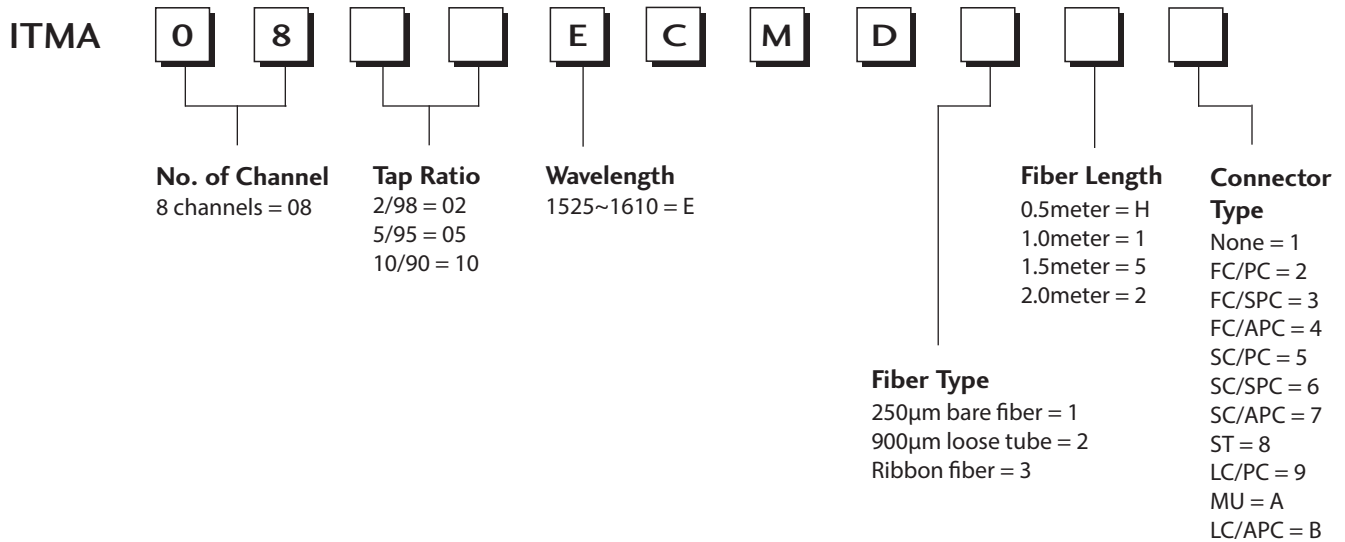 ITMA 0 8 E C M D
No. of Channel
8 channels = 08
Tap Ratio
2/98 = 02
5/95 = 05
10/90 = 10
Wavelength
1525~1610 = E
Fiber Type
250µm bare fiber = 1
900µm loose tube = 2
Ribbon fiber = 3
Fiber Length
0.5meter = H
1.0meter = 1
1.5meter = 5
2.0meter = 2
Connector
Type
None = 1
FC/PC = 2
FC/SPC = 3
FC/APC = 4
SC/PC = 5
SC/SPC = 6
SC/APC = 7
ST = 8
LC/PC = 9
MU = A
LC/APC = B